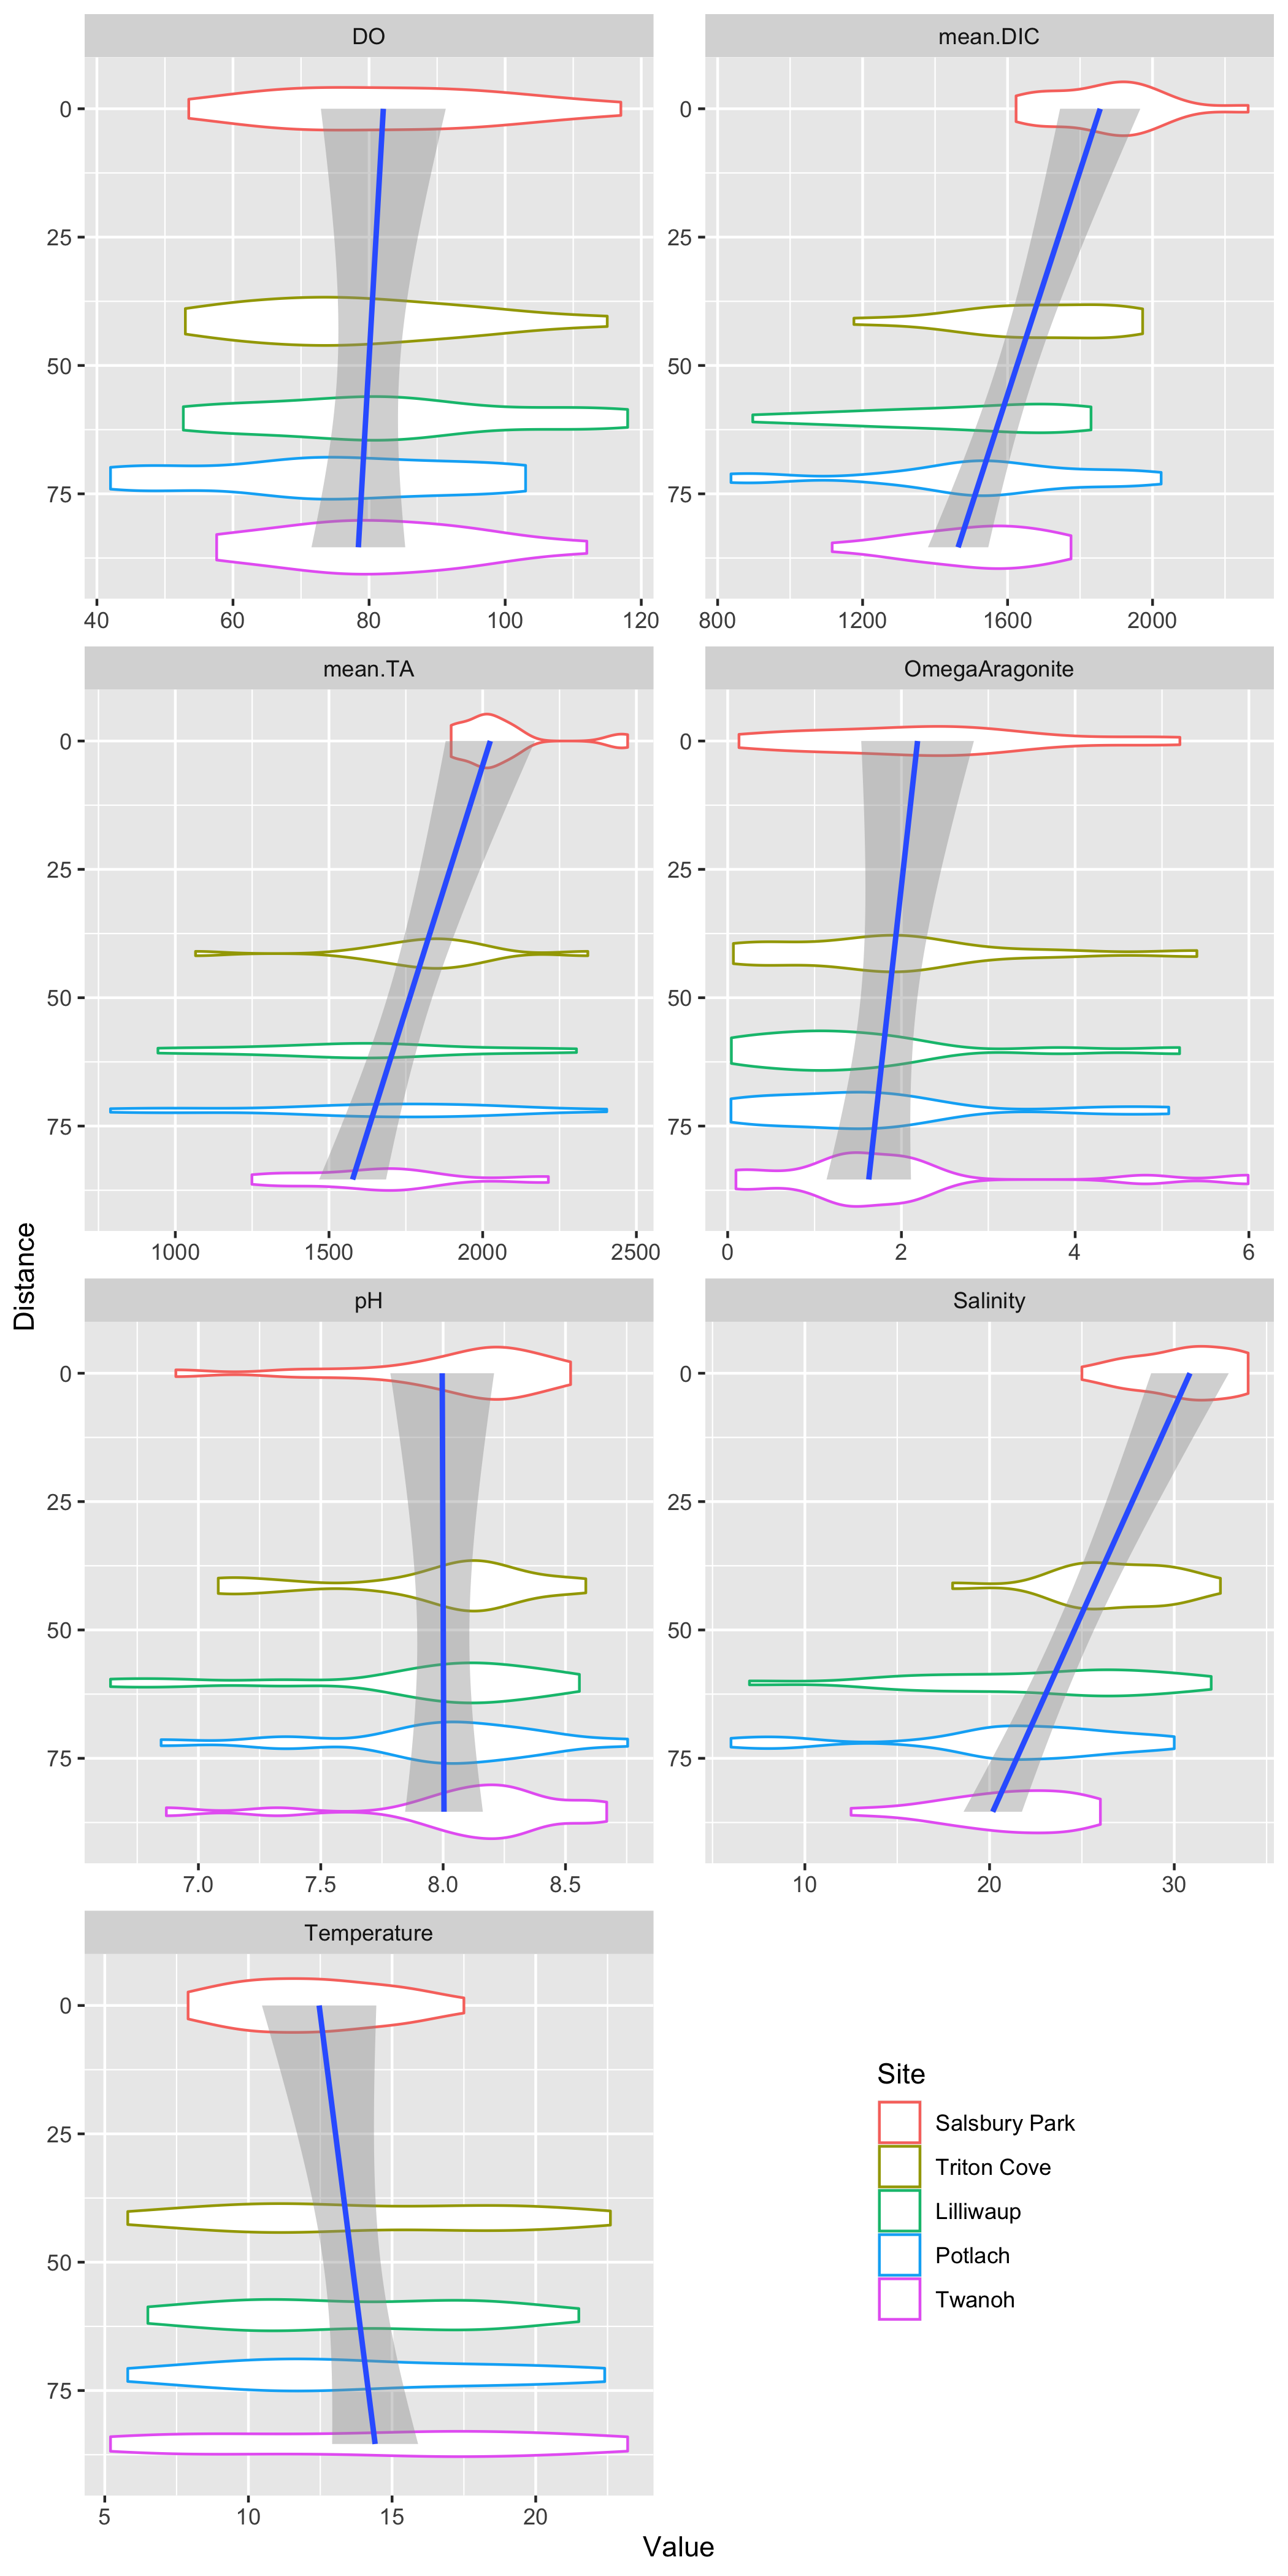 DO
mean.DIC
0
25
50
75
0
25
50
75
40 60 80 100 120
800 1200 1600 2000
mean.TA
OmegaAragonite
0
25
50
75
0
25
50
75
1000 1500 2000 2500
0 2 4 6
Distance
pH
Salinity
0
25
50
75
0
25
50
75
7.0 7.5 8.0 8.5
10 20 30
Temperature
0
25
50
75
5 10 15 20
Value
Site
Salsbury Park
Triton Cove
Lilliwaup
Potlach
Twanoh